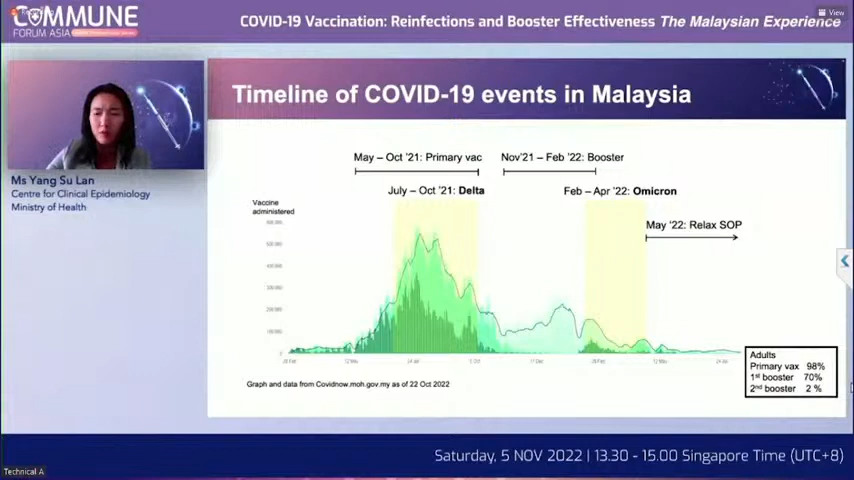 COMMUNE
FORUM ASIA
COVID-19 Vaccination: Reinfections and Booster Effectiveness The Malaysian Experience
View
Timeline of COVID-19 events in Malaysia
Ms Yang Su Lan
Centre for Clinical Epidemiology
Ministry of Health
May – Oct '21: Primary vac
Nov'21 – Feb '22: Booster
July – Oct '21: Delta
Feb – Apr '22: Omicron
May '22: Relax SOP
Vaccine
administered
Adults
Primary vax 98%
1st booster 70%
2nd booster 2 %
Graph and data from Covidnow.moh.gov.my as of 22 Oct 2022
Saturday, 5 NOV 2022 | 13.30 - 15.00 Singapore Time (UTC+8)
Technical A